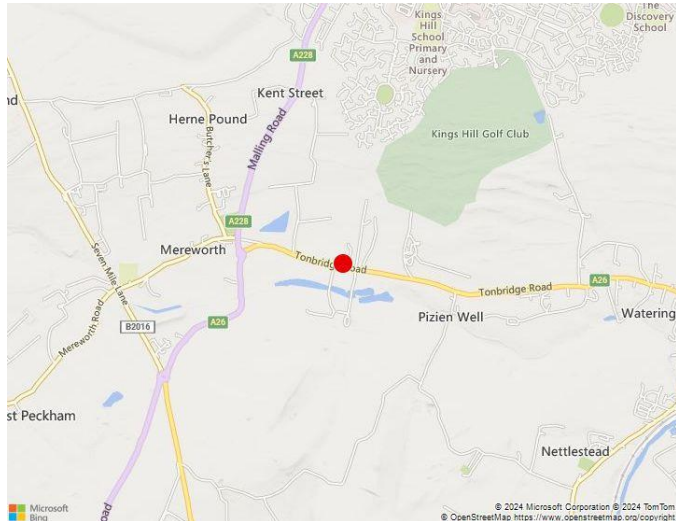 Kings
Hill
School
Primary
and
Nursery
The
Discovery
School
A228
Kent Street
nd
Herne Pound
Butcher's Lane
Malling Road
Kings Hill Golf Club
A228
Mereworth
Seven Mile Lane
Tonbridge Road
A26
Tonbridge Road
Pizien Well
Watering
A26
B2016
Mereworth Road
st Peckham
Nettlestead
oad
Microsoft
Bing
© 2024 Microsoft Corporation © 2024 TomTom
© OpenStreetMap https://www.openstreetmap.org/copyright